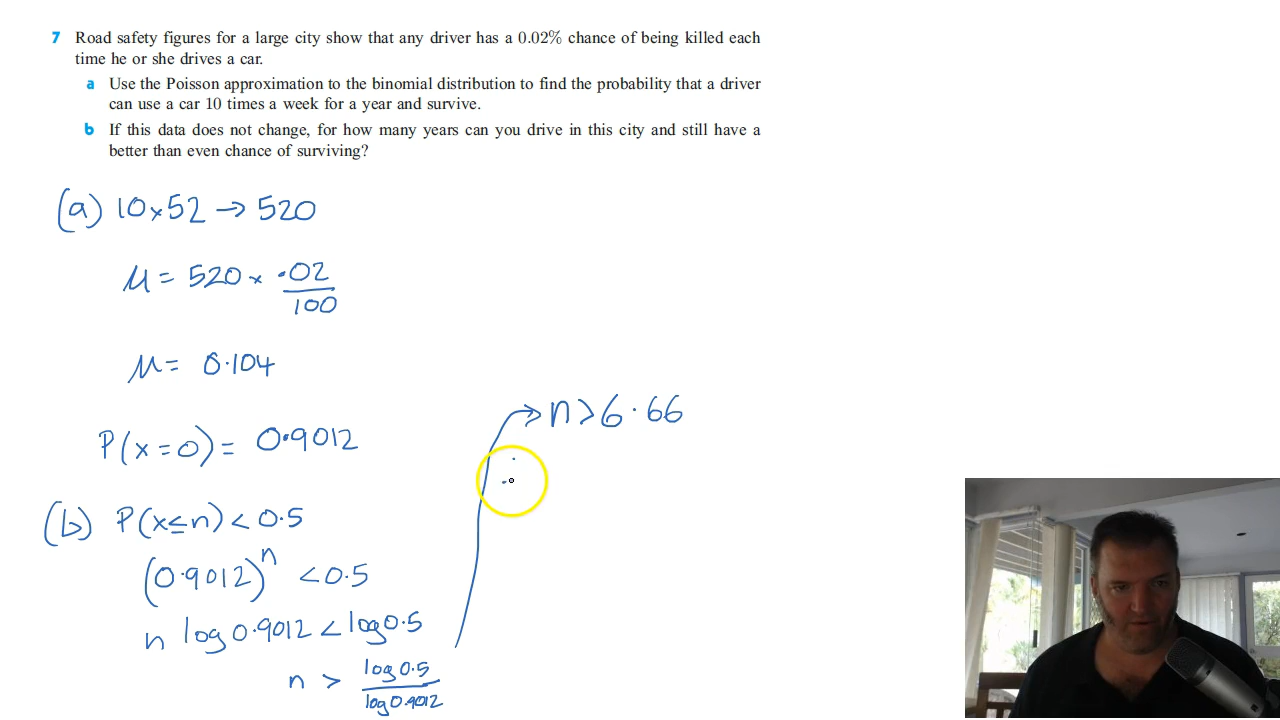 7 Road safety figures for a large city show that any driver has a 0.02% chance of being killed each
time he or she drives a car.
a Use the Poisson approximation to the binomial distribution to find the probability that a driver
can use a car 10 times a week for a year and survive.
b If this data does not change, for how many years can you drive in this city and still have a
better than even chance of surviving?
(a) 10×52 → 520
μ = 520 × ·02/100
μ = 0·104
P(x=0) = 0·9012
(b) P(x≤n) < 0·5
(0·9012)^n < 0·5
n log 0·9012 < log 0·5
n > log 0·5/log 0·9012
→ n > 6·66
∴